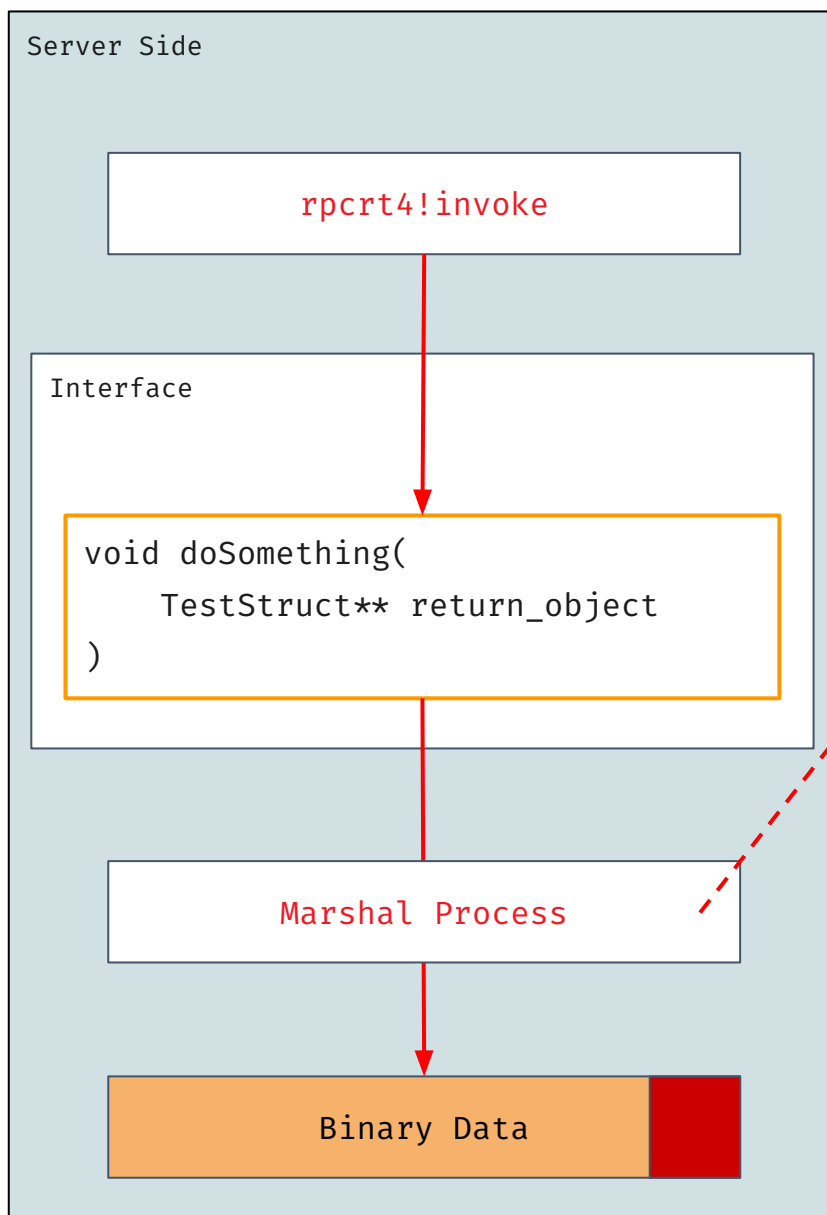 Server Side
rpcrt4!invoke
Interface
void doSomething(
    TestStruct** return_object
)
Marshal Process
Binary Data